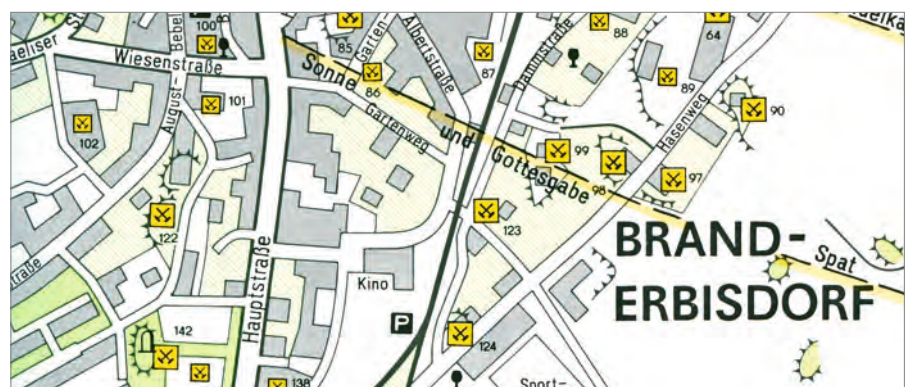 100
85
Garten-
Albertstraße
88
64
Wiesenstraße
August-
Bebel
86
87
Dammstraße
89
Hasenweg
90
101
102
Sonne und Gottesgabe Spat
Gartenweg
99
98
97
122
123
BRAND-
ERBISDORF
Hauptstraße
Kino
P
straße
142
124
138
Sport-